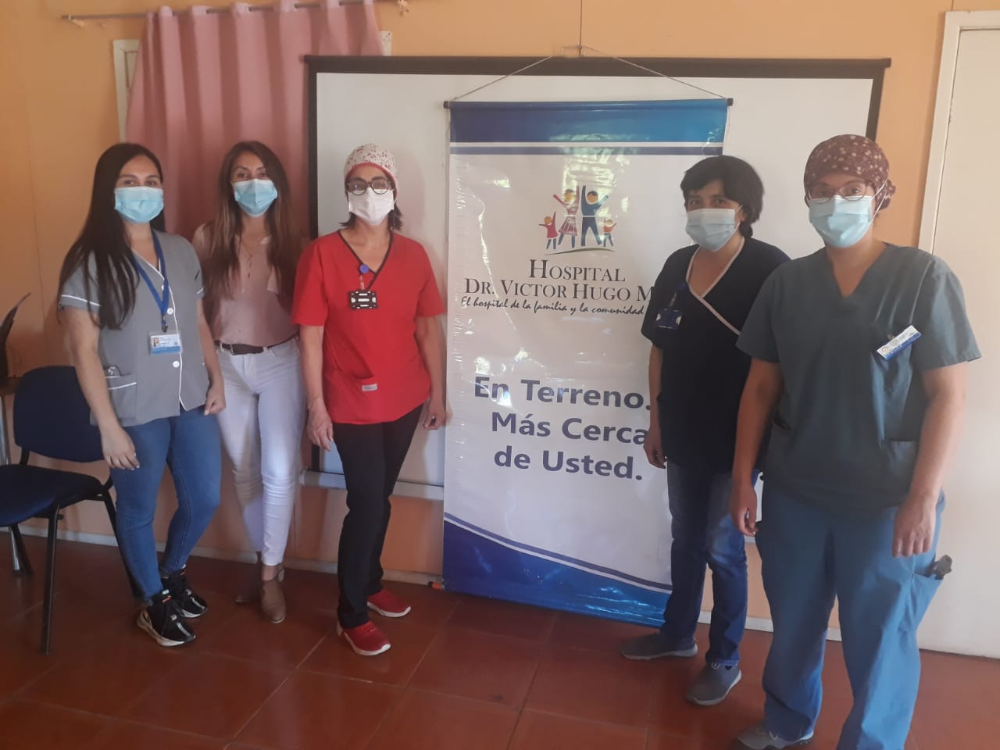 HOSPITAL
DR. VICTOR HUGO M
El hospital de la familia y la comunidad
En Terreno.
Más Cerca
de Usted.